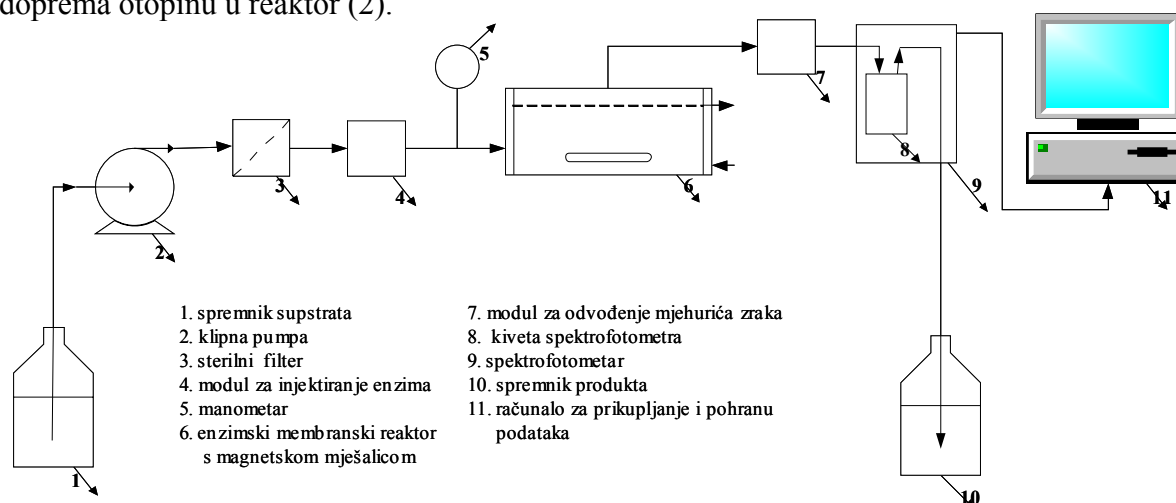 doprema otopinu u reaktor (2).
5
7
8
3
4
6
9
11
2
1. spremnik supstrata
2. klipna pumpa
3. sterilni filter
4. modul za injektiranje enzima
5. manometar
6. enzimski membranski reaktor
s magnetskom mješalicom
7. modul za odvođenje mjehurića zraka
8. kiveta spektrofotometra
9. spektrofotometar
10. spremnik produkta
11. računalo za prikupljanje i pohranu
podataka
1
10